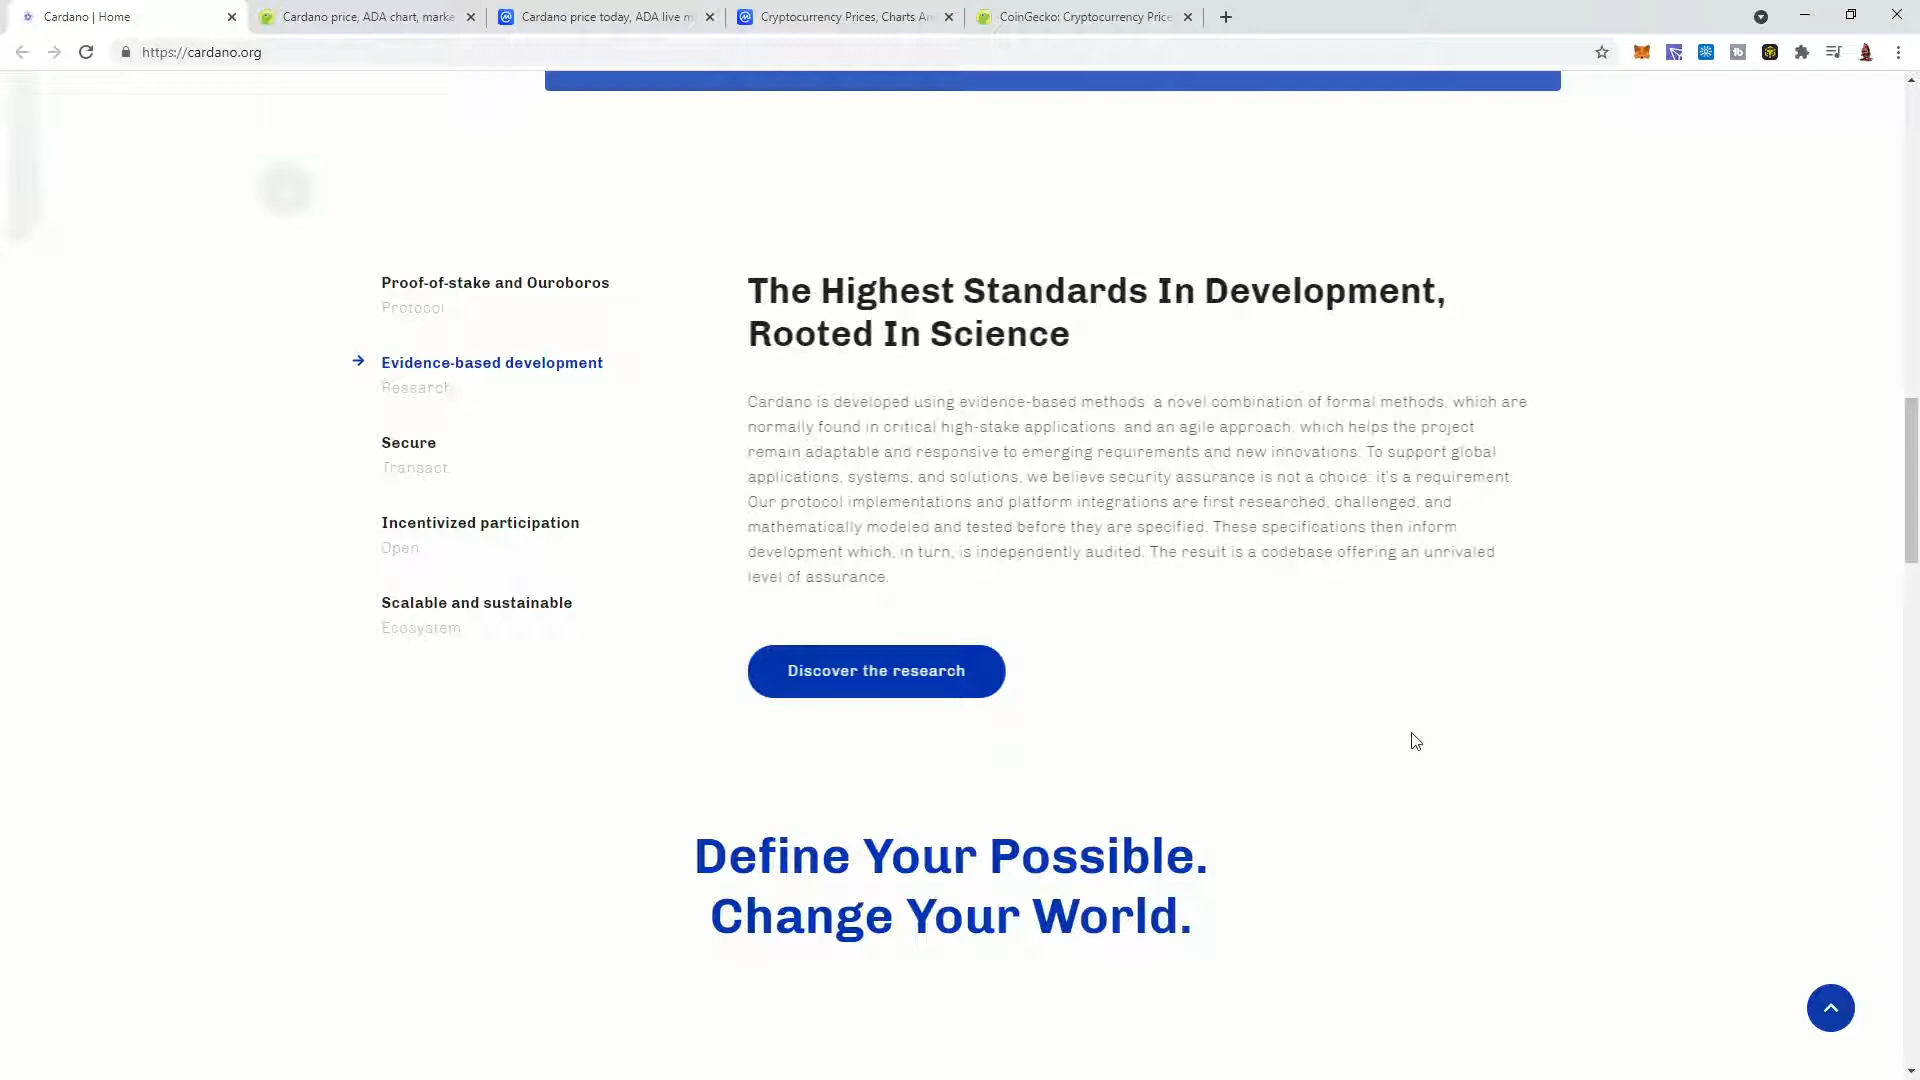 Cardano | Home
Cardano price, ADA chart, marke
Cardano price today, ADA live m
Cryptocurrency Prices, Charts An
CoinGecko: Cryptocurrency Price
https://cardano.org
Proof-of-stake and Ouroboros
Protocol
Evidence-based development
Research
Secure
Transact
Incentivized participation
Open
Scalable and sustainable
Ecosystem
The Highest Standards In Development,
Rooted In Science
Cardano is developed using evidence-based methods, a novel combination of formal methods, which are
normally found in critical high-stake applications, and an agile approach, which helps the project
remain adaptable and responsive to emerging requirements and new innovations. To support global
applications, systems, and solutions, we believe security assurance is not a choice: it's a requirement.
Our protocol implementations and platform integrations are first researched, challenged, and
mathematically modeled and tested before they are specified. These specifications then inform
development which, in turn, is independently audited. The result is a codebase offering an unrivaled
level of assurance.
Discover the research
Define Your Possible.
Change Your World.